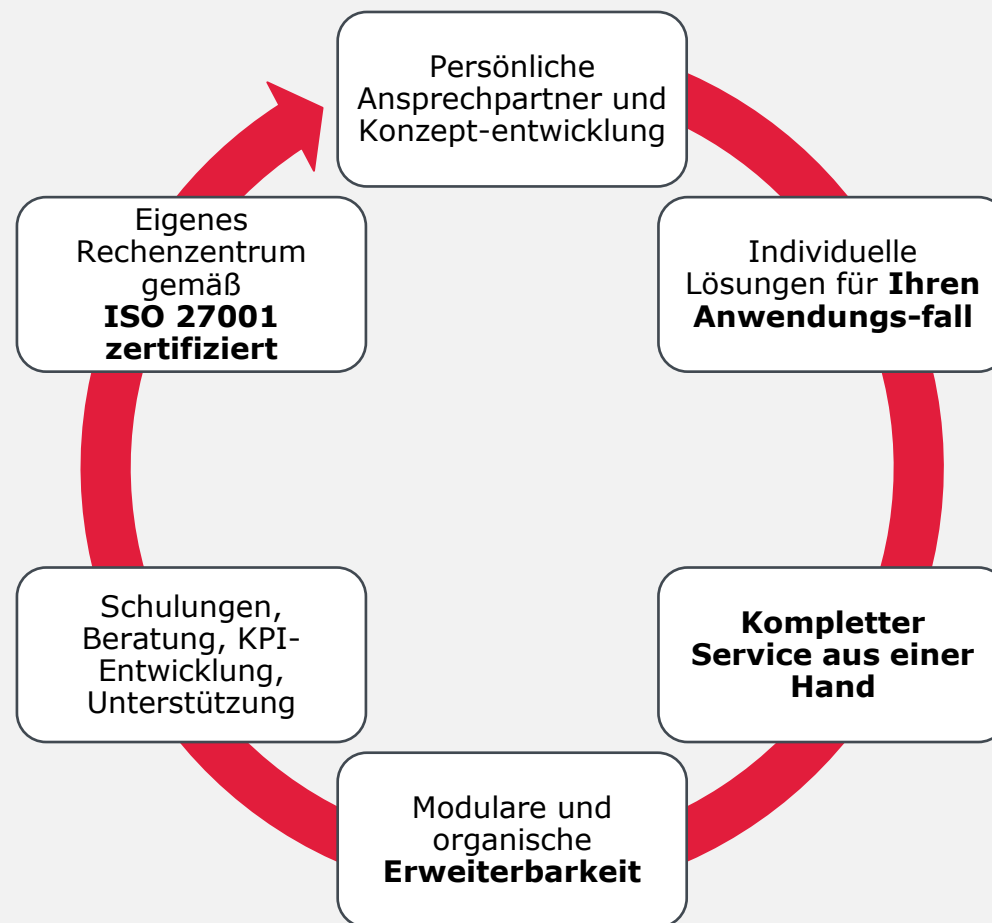 Persönliche
Ansprechpartner und
Konzept-entwicklung
Individuelle
Lösungen für Ihren
Anwendungs-fall
Kompletter
Service aus einer
Hand
Modulare und
organische
Erweiterbarkeit
Schulungen,
Beratung, KPI-
Entwicklung,
Unterstützung
Eigenes
Rechenzentrum
gemäß
ISO 27001
zertifiziert